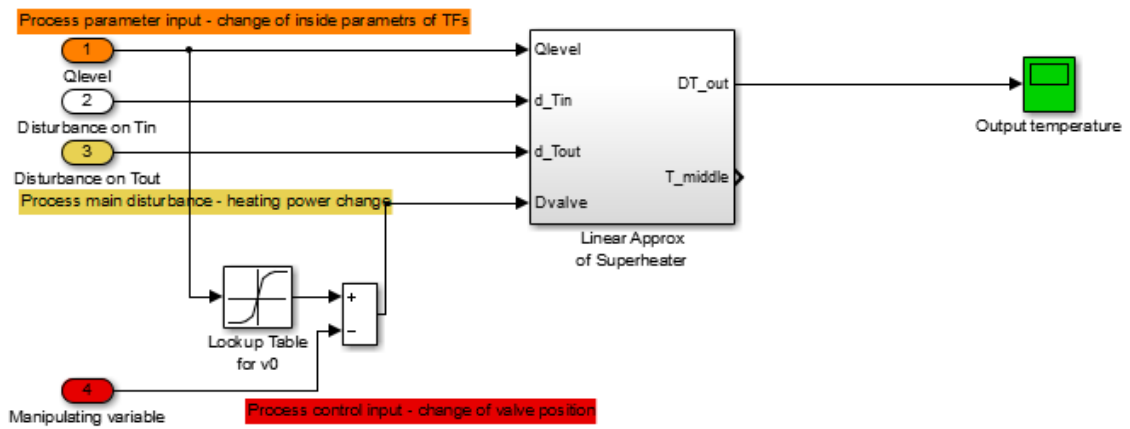 Process parameter input - change of inside parametrs of TFs
1
Qlevel
2
Disturbance on Tin
3
Disturbance on Tout
Process main disturbance - heating power change
Qlevel
d_Tin
d_Tout
Dvalve
DT_out
T_middle
Linear Approx
of Superheater
Output temperature
Lookup Table
for v0
+
−
4
Manipulating variable
Process control input - change of valve position